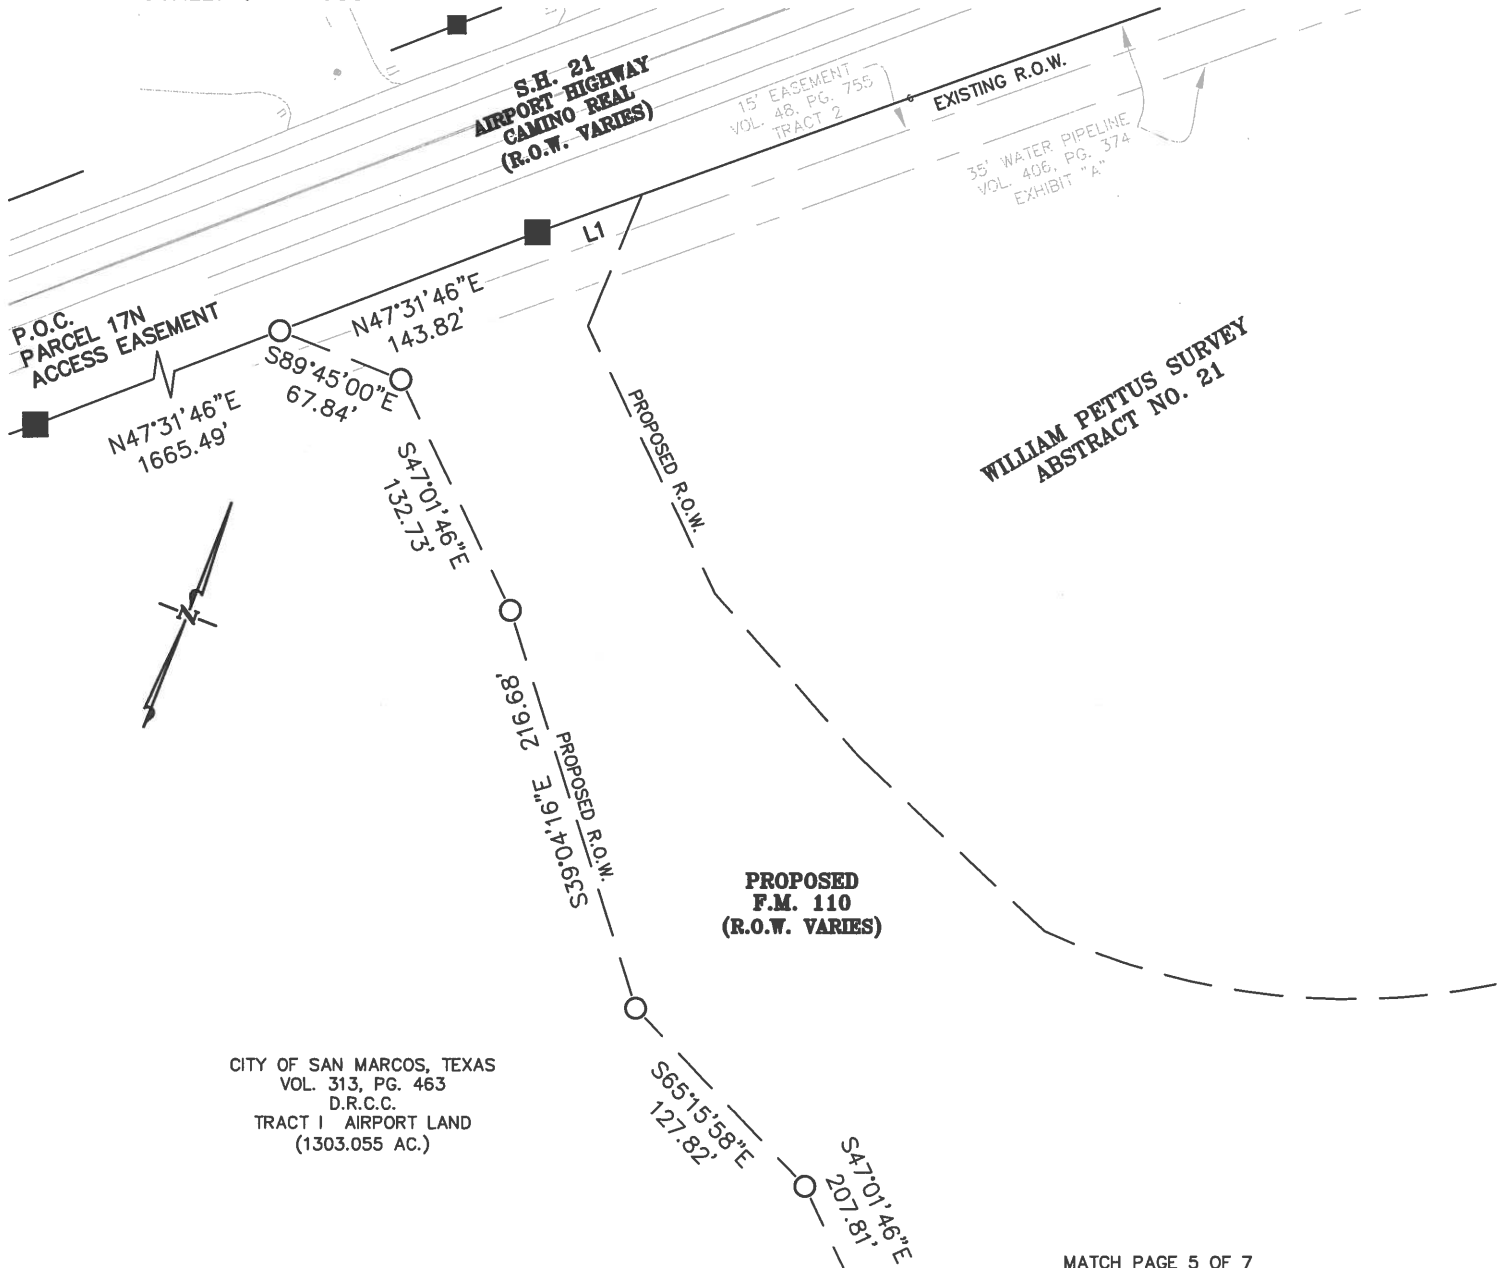 S.H. 21
AIRPORT HIGHWAY
CAMINO REAL
(R.O.W. VARIES)
15' EASEMENT
VOL. 48, PG. 755
TRACT 2
EXISTING R.O.W.
35' WATER PIPELINE
VOL. 406, PG. 374
EXHIBIT "A"
L1
P.O.C.
PARCEL 17N
ACCESS EASEMENT
N47°31'46"E
143.82'
S89°45'00"E
67.84'
N47°31'46"E
1665.49'
S47°01'46"E
132.73'
PROPOSED R.O.W.
WILLIAM PETTUS SURVEY
ABSTRACT NO. 21
N
S39°04'16"E 216.68'
PROPOSED R.O.W.
PROPOSED
F.M. 110
(R.O.W. VARIES)
CITY OF SAN MARCOS, TEXAS
VOL. 313, PG. 463
D.R.C.C.
TRACT I AIRPORT LAND
(1303.055 AC.)
S65°15'58"E
127.82'
S47°01'46"E
207.81'
MATCH PAGE 5 OF 7